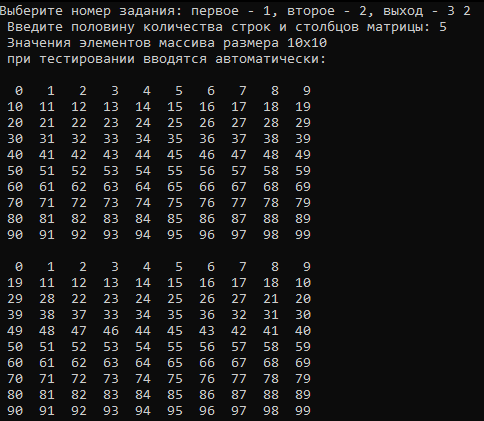 Выберите номер задания: первое - 1, второе - 2, выход - 3 2
Введите половину количества строк и столбцов матрицы: 5
Значения элементов массива размера 10x10
при тестировании вводятся автоматически:
0 1 2 3 4 5 6 7 8 9
10 11 12 13 14 15 16 17 18 19
20 21 22 23 24 25 26 27 28 29
30 31 32 33 34 35 36 37 38 39
40 41 42 43 44 45 46 47 48 49
50 51 52 53 54 55 56 57 58 59
60 61 62 63 64 65 66 67 68 69
70 71 72 73 74 75 76 77 78 79
80 81 82 83 84 85 86 87 88 89
90 91 92 93 94 95 96 97 98 99
0 1 2 3 4 5 6 7 8 9
19 11 12 13 14 15 16 17 18 10
29 28 22 23 24 25 26 27 21 20
39 38 37 33 34 35 36 32 31 30
49 48 47 46 44 45 43 42 41 40
50 51 52 53 54 55 56 57 58 59
60 61 62 63 64 65 66 67 68 69
70 71 72 73 74 75 76 77 78 79
80 81 82 83 84 85 86 87 88 89
90 91 92 93 94 95 96 97 98 99